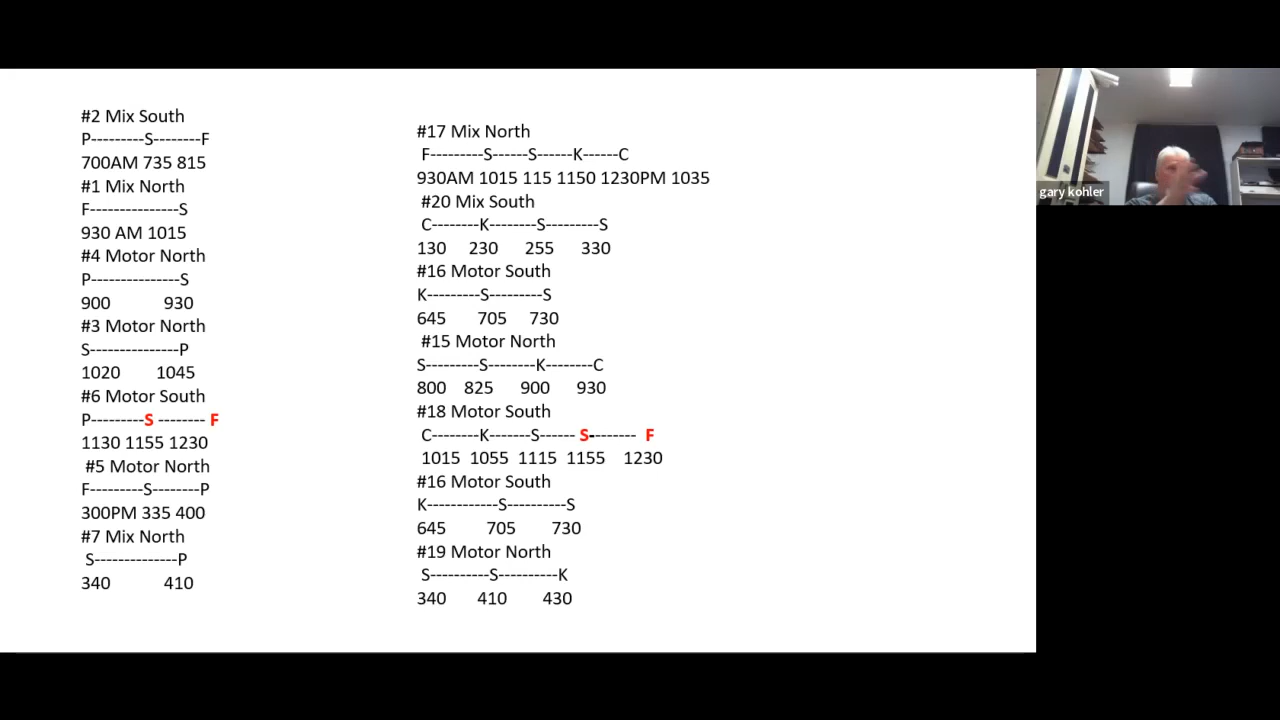 #2 Mix South
P---------S--------F
700AM 735 815
#1 Mix North
F---------------S
930 AM 1015
#4 Motor North
P---------------S
900 930
#3 Motor North
S---------------P
1020 1045
#6 Motor South
P---------S -------- F
1130 1155 1230
#5 Motor North
F---------S--------P
300PM 335 400
#7 Mix North
S--------------P
340 410
#17 Mix North
F---------S------S------K------C
930AM 1015 115 1150 1230PM 1035
#20 Mix South
C--------K--------S---------S
130 230 255 330
#16 Motor South
K---------S---------S
645 705 730
#15 Motor North
S---------S--------K--------C
800 825 900 930
#18 Motor South
C--------K-------S------ S--------- F
1015 1055 1115 1155 1230
#16 Motor South
K------------S----------S
645 705 730
#19 Motor North
S----------S----------K
340 410 430
gary kohler